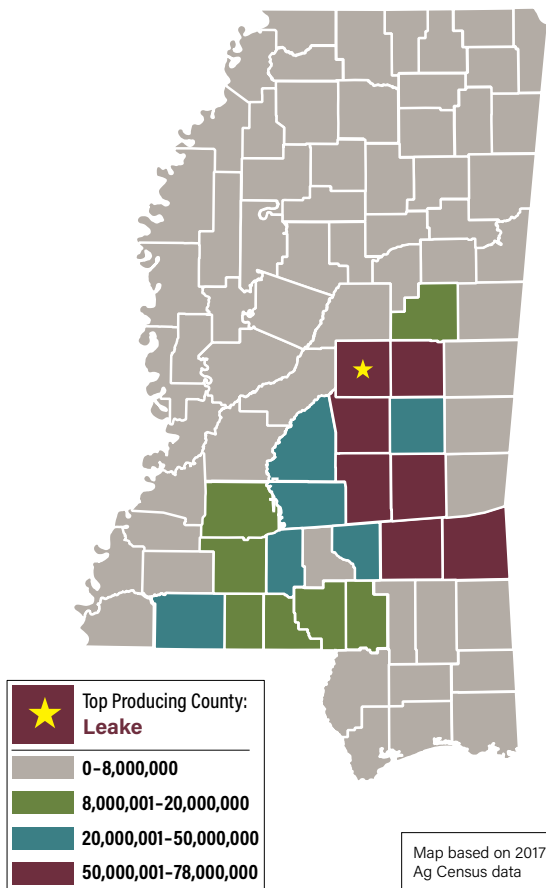 Top Producing County:
Leake
0–8,000,000
8,000,001–20,000,000
20,000,001–50,000,000
50,000,001–78,000,000
Map based on 2017
Ag Census data